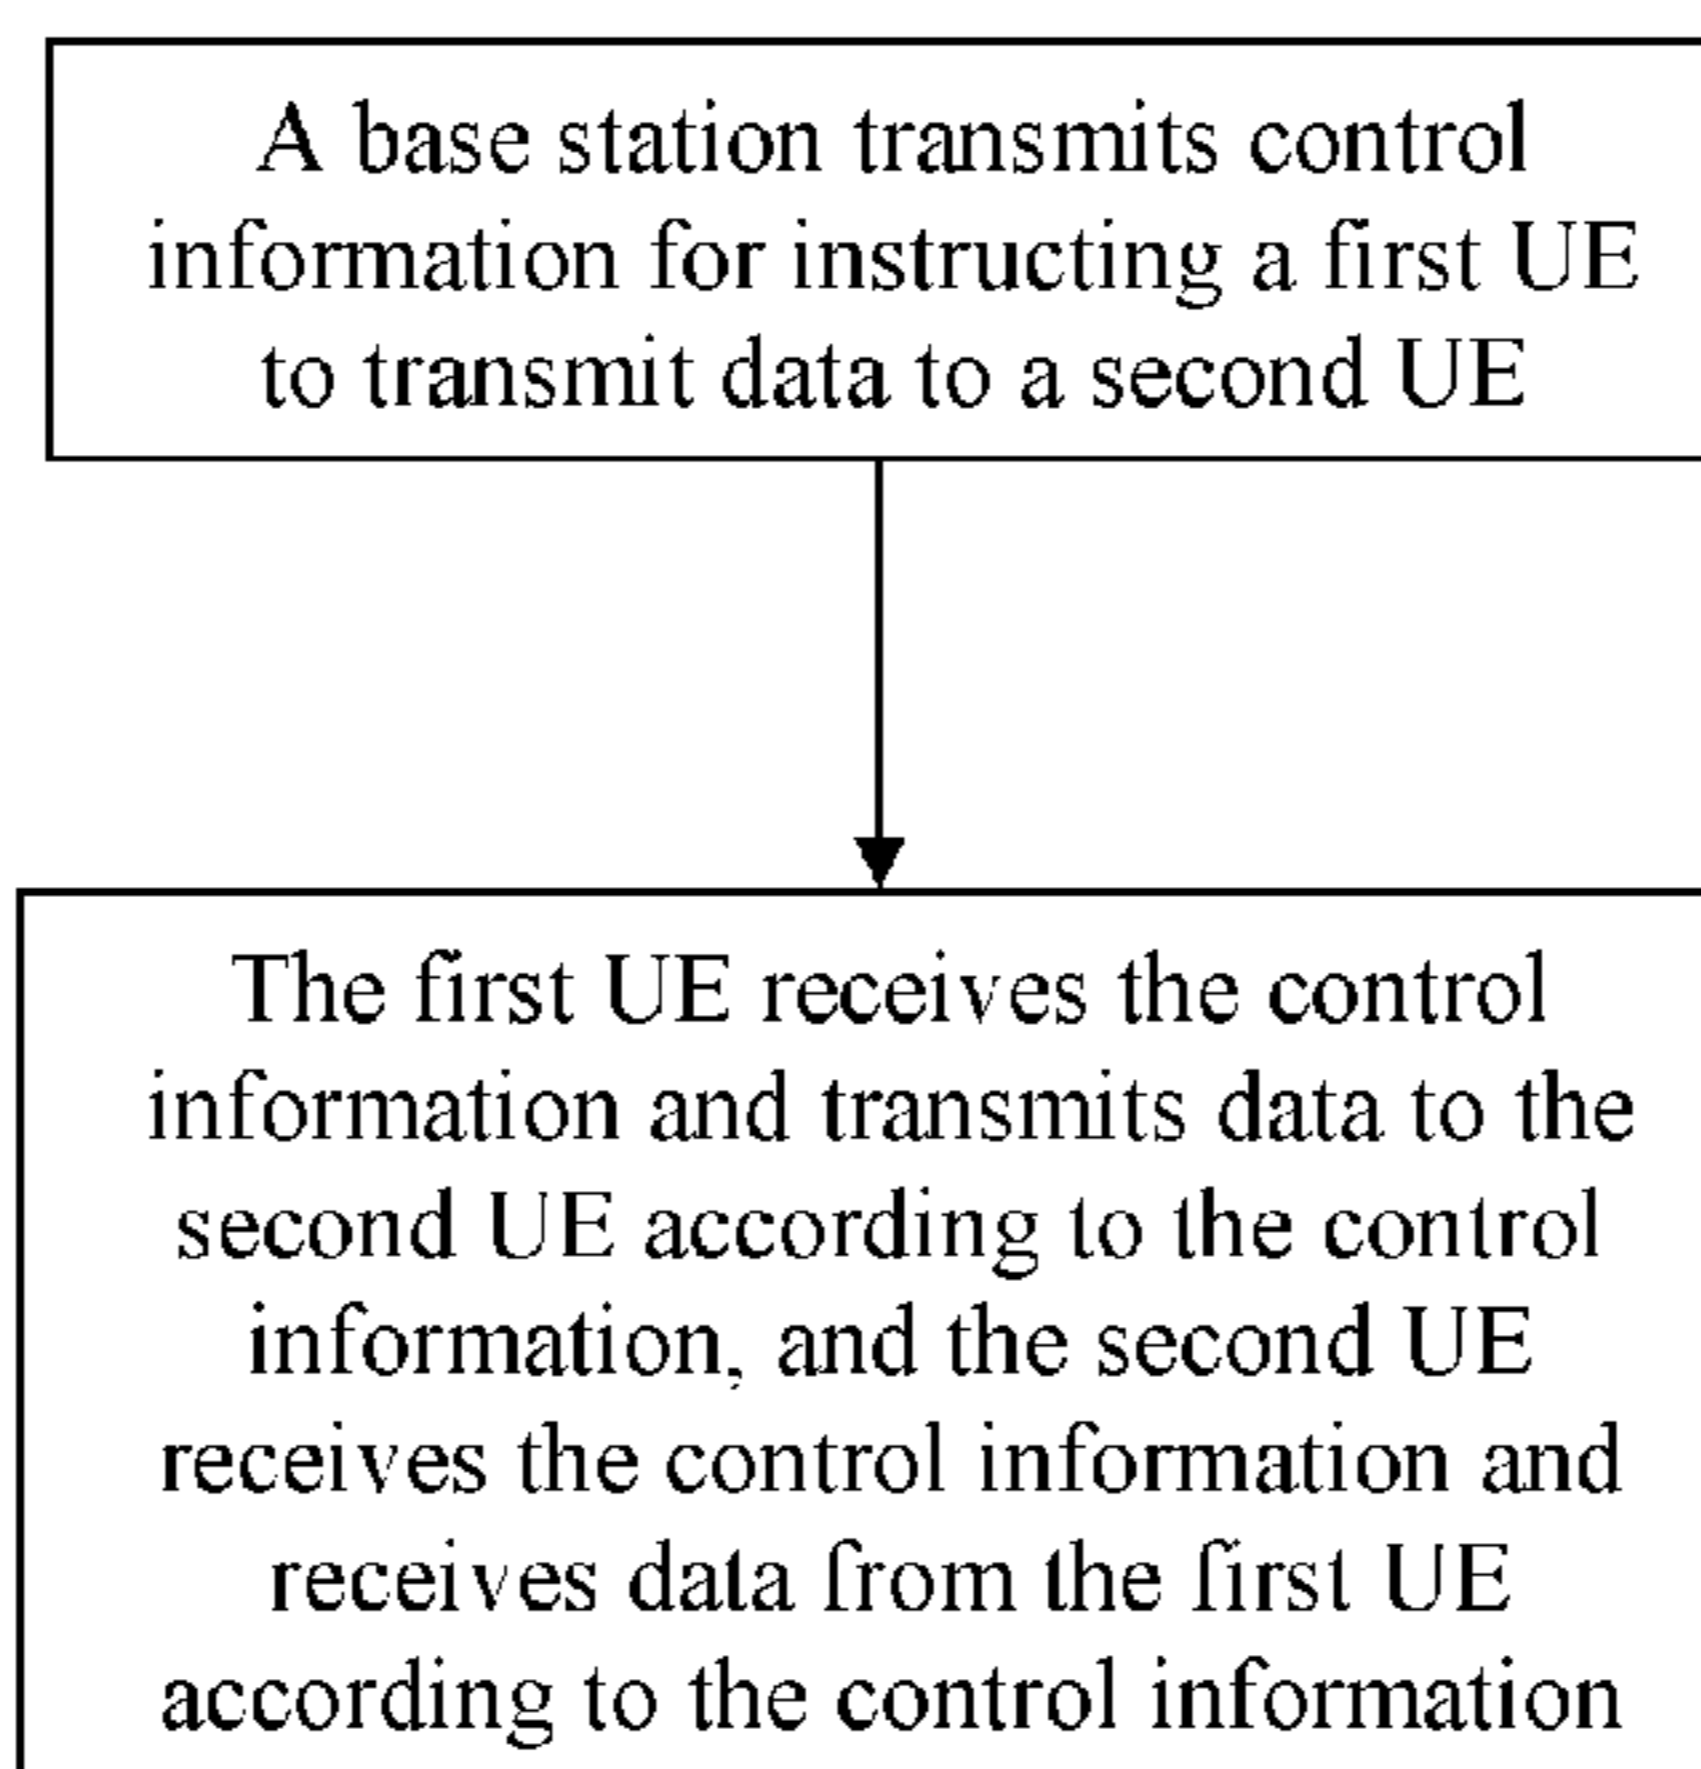 A base station transmits control
information for instructing a first UE
to transmit data to a second UE
The first UE receives the control
information and transmits data to the
second UE according to the control
information, and the second UE
receives the control information and
receives data from the first UE
according to the control information